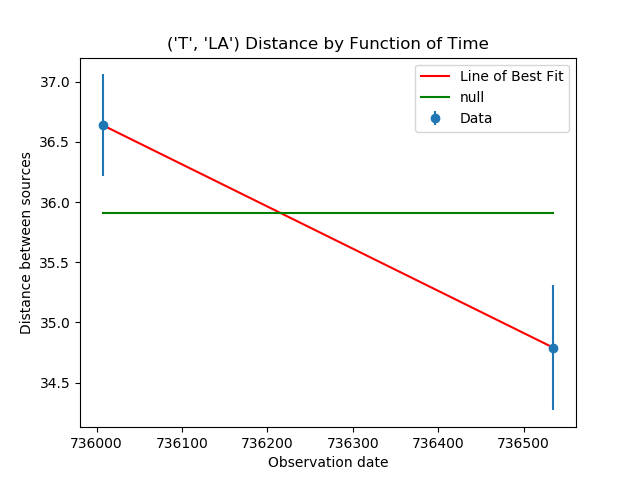 ('T', 'LA') Distance by Function of Time
Line of Best Fit
null
Data
Distance between sources
37.0
36.5
36.0
35.5
35.0
34.5
736000 736100 736200 736300 736400 736500
Observation date